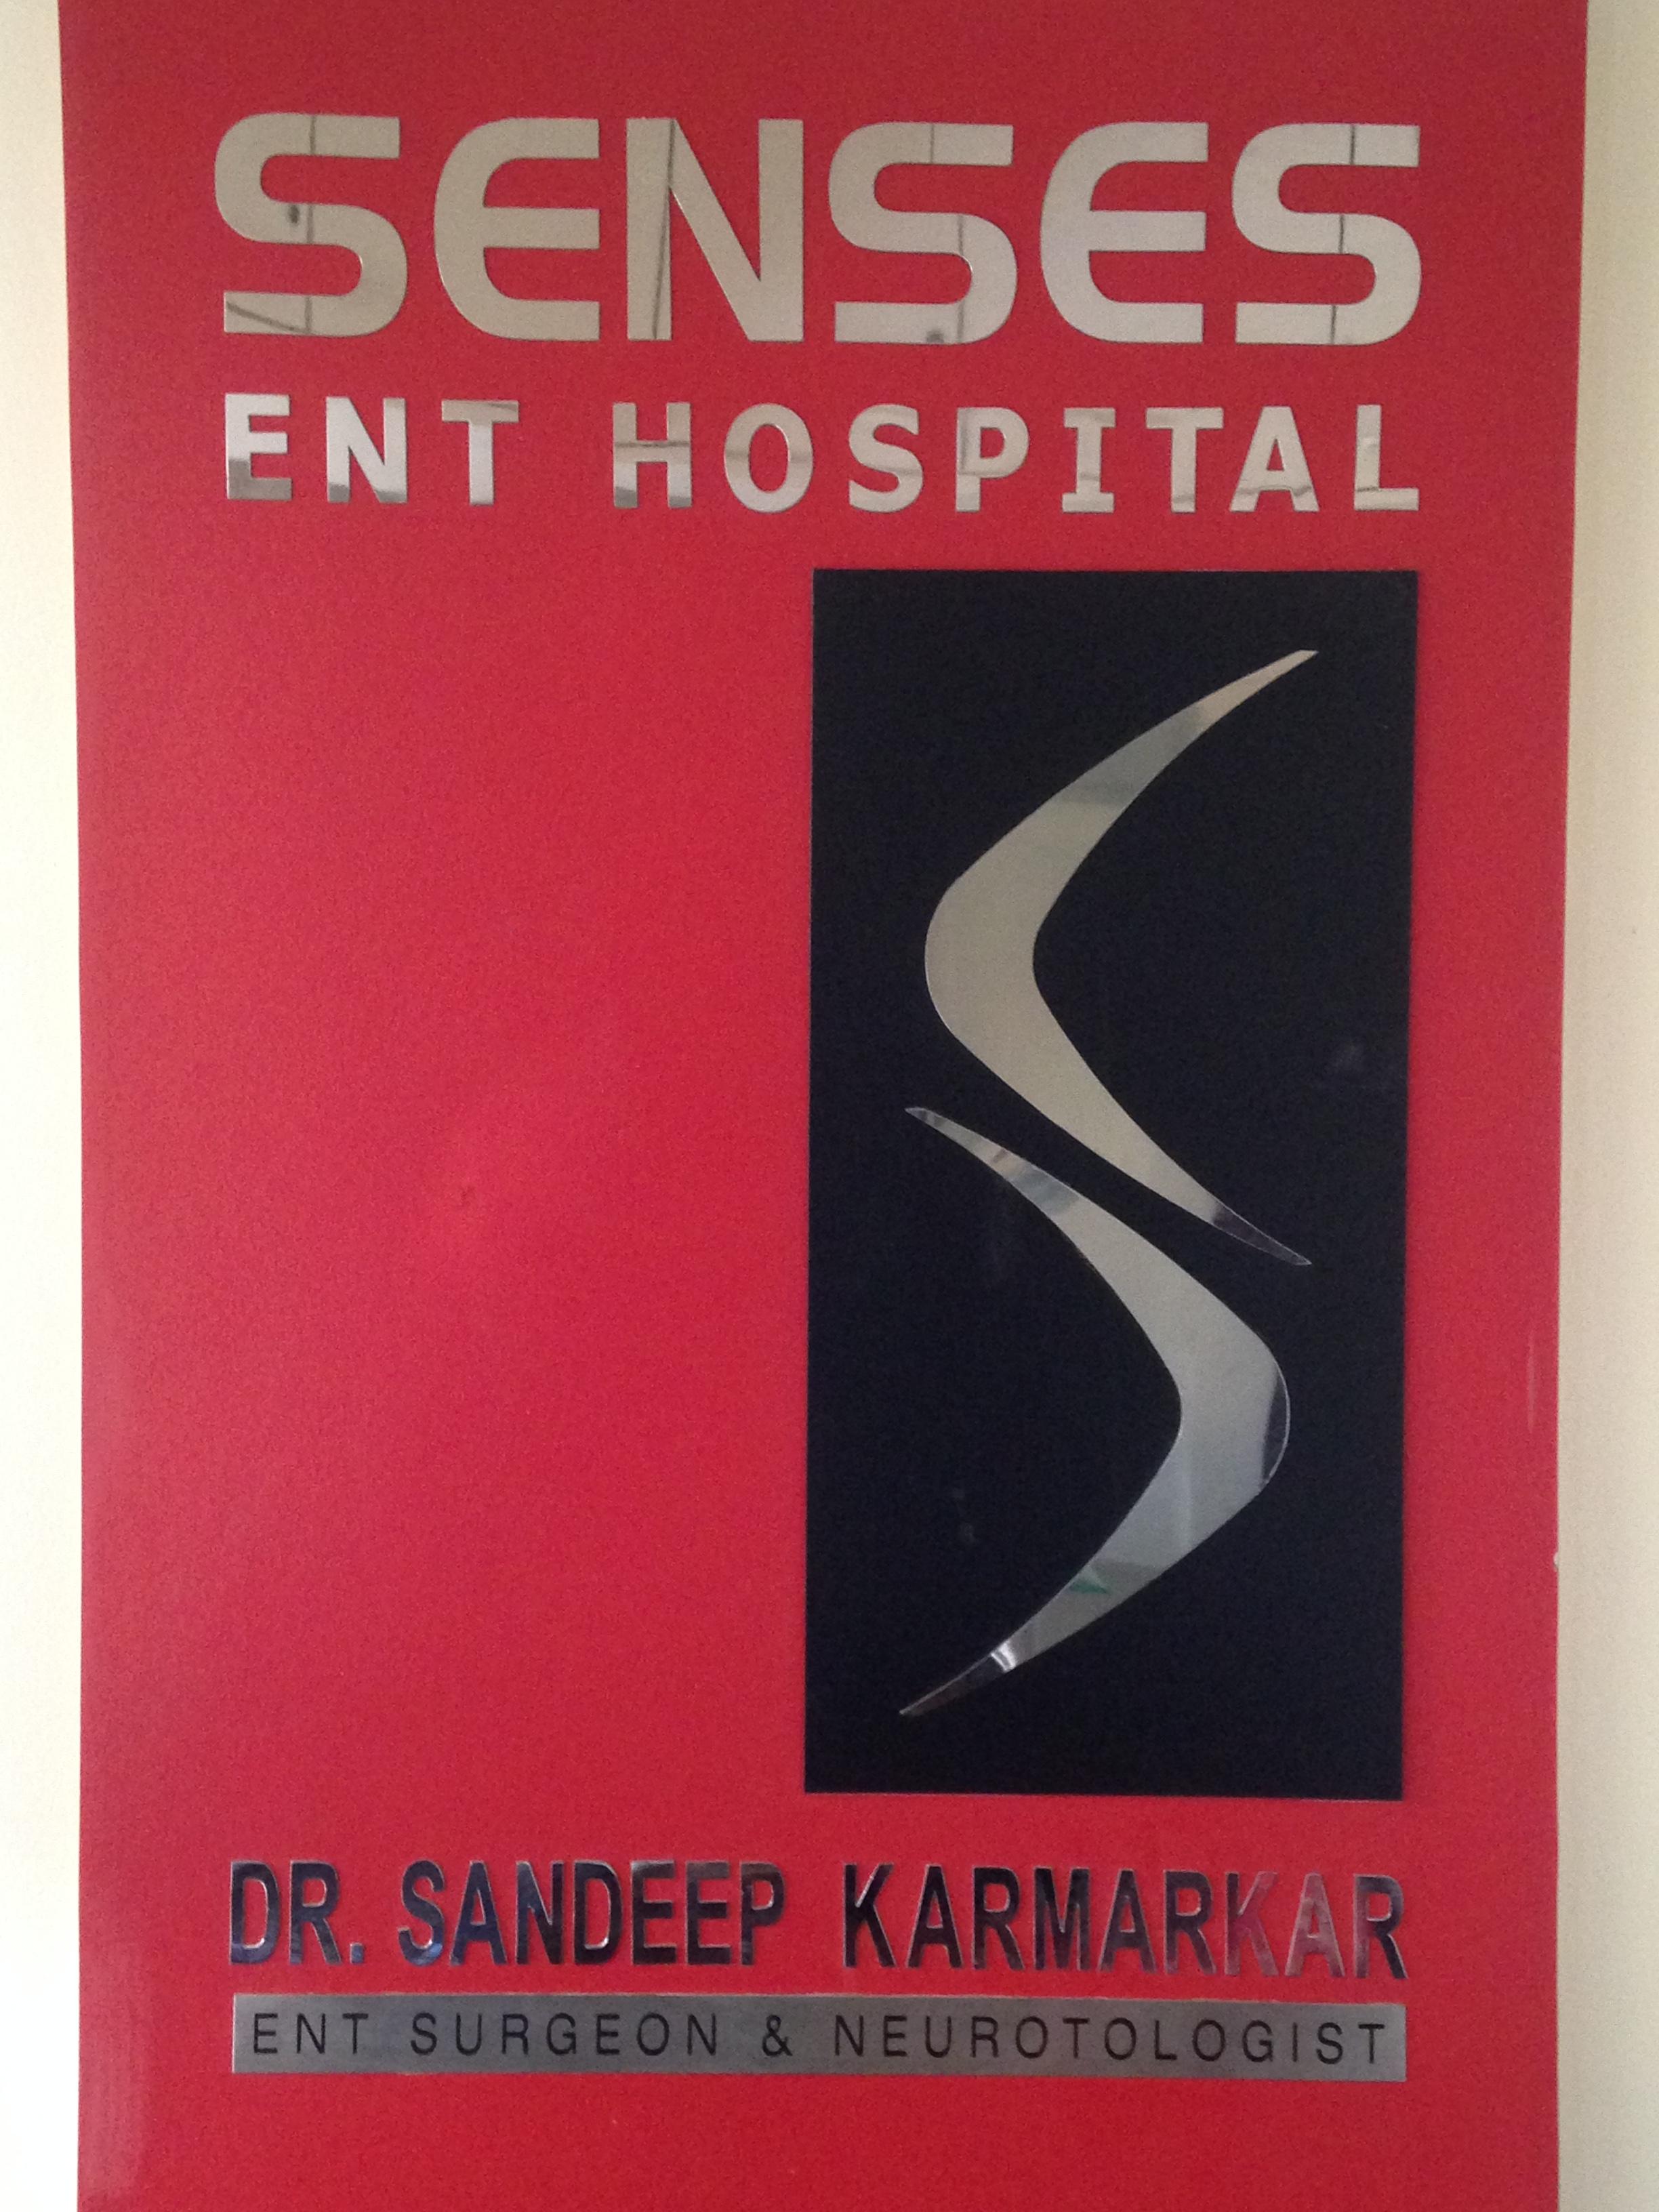 SENSES
ENT HOSPITAL
DR. SANDEEP KARMARKAR
ENT SURGEON & NEUROTOLOGIST